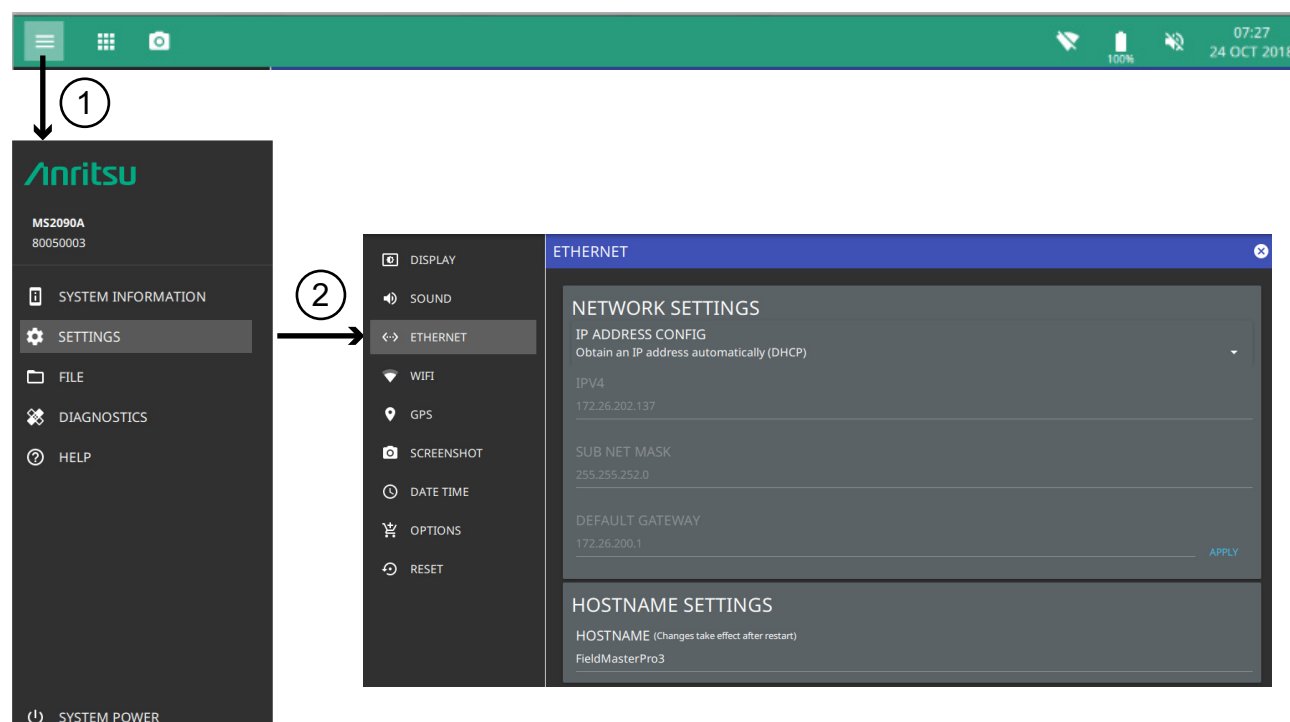 07:27
100%
24 OCT 2018
1
Anritsu
MS2090A
80050003
SYSTEM INFORMATION
SETTINGS
FILE
DIAGNOSTICS
HELP
SYSTEM POWER
2
DISPLAY
SOUND
ETHERNET
WIFI
GPS
SCREENSHOT
DATE TIME
OPTIONS
RESET
ETHERNET
NETWORK SETTINGS
IP ADDRESS CONFIG
Obtain an IP address automatically (DHCP)
IPV4
172.26.202.137
SUB NET MASK
255.255.252.0
DEFAULT GATEWAY
172.26.200.1
APPLY
HOSTNAME SETTINGS
HOSTNAME (Changes take effect after restart)
FieldMasterPro3